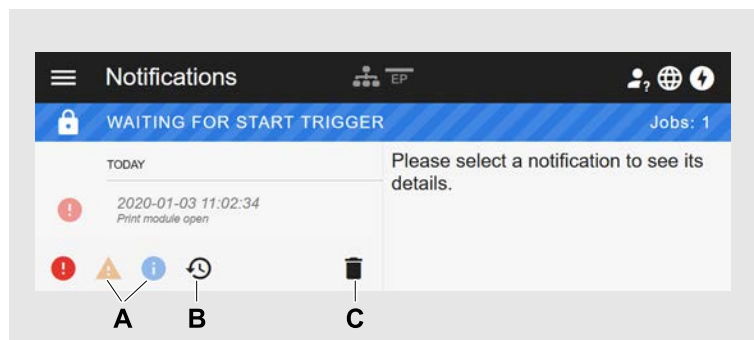 Notifications
EP
?
WAITING FOR START TRIGGER
Jobs: 1
TODAY
Please select a notification to see its
details.
2020-01-03 11:02:34
Print module open
A
B
C